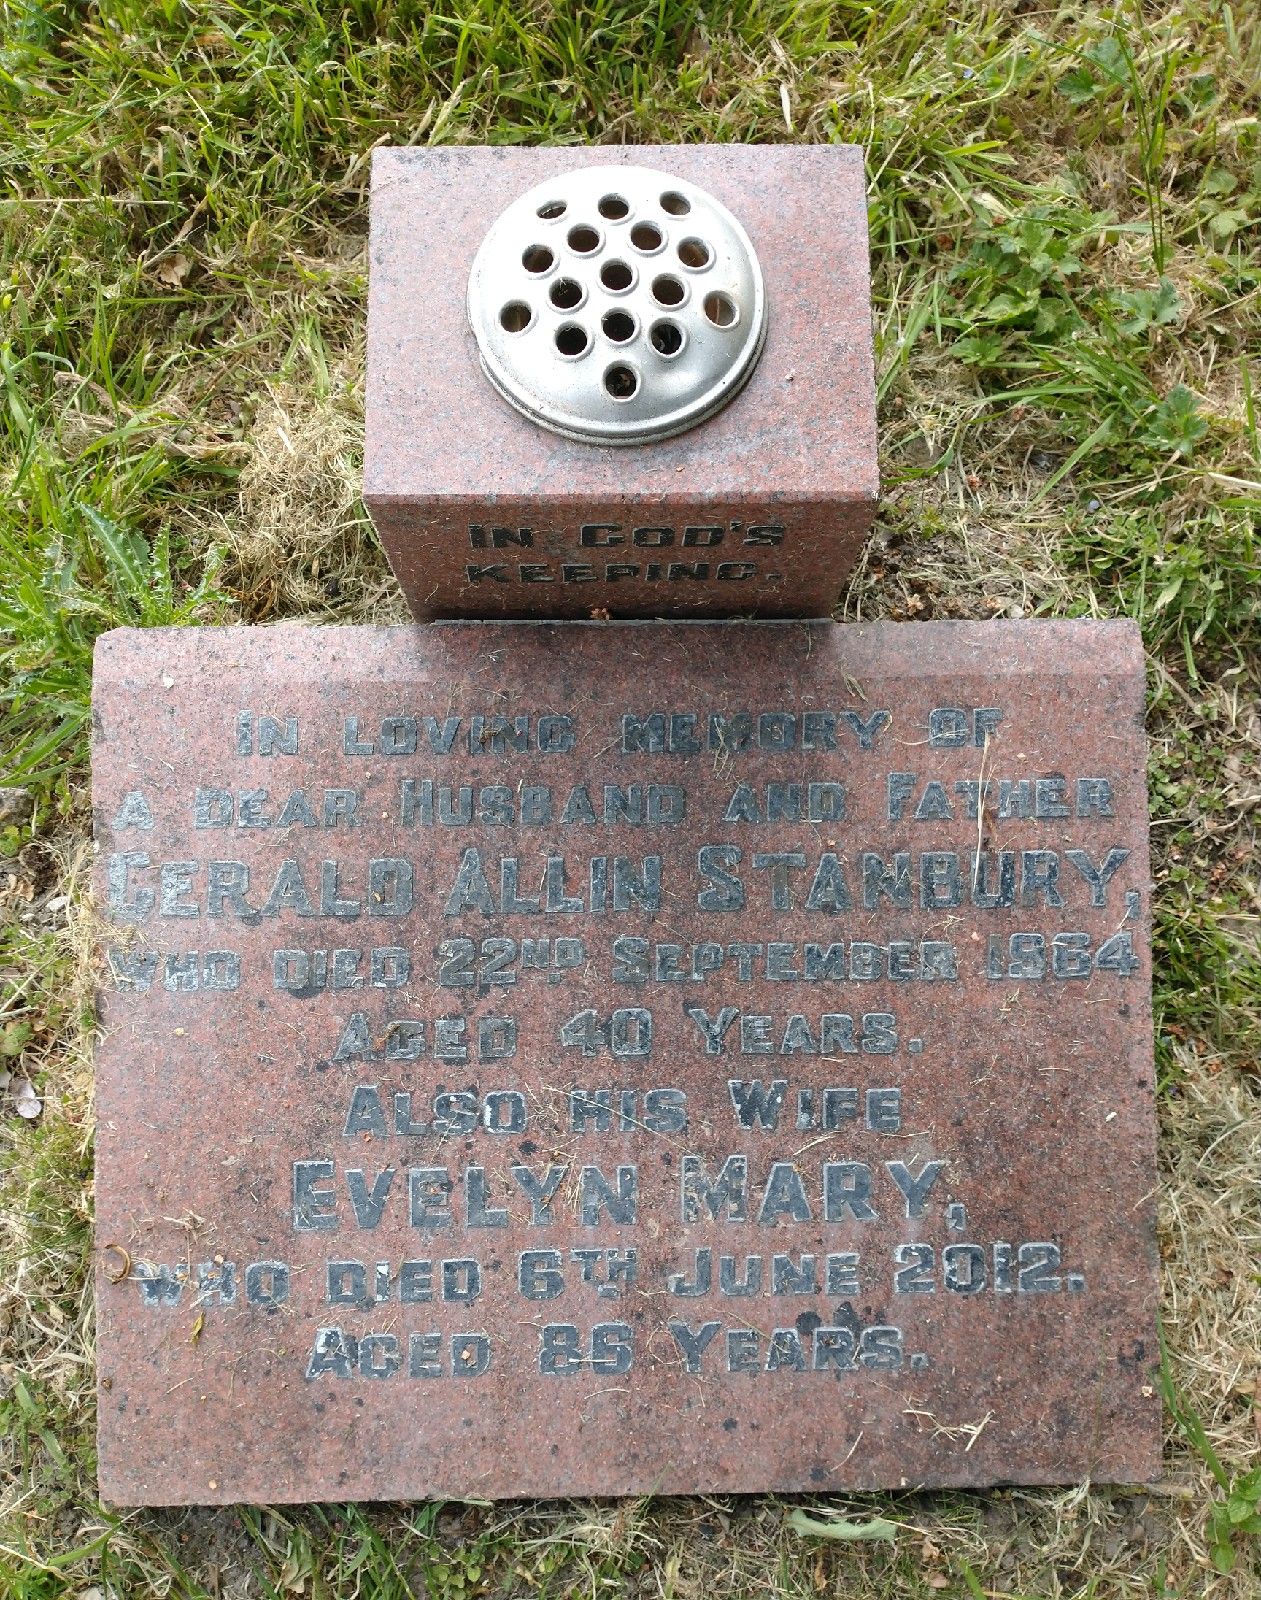 In God's
keeping.
In loving memory of
a dear Husband and Father
Gerald Allin Stanbury,
who died 22nd September 1964
Aged 40 Years.
Also his Wife
Evelyn Mary,
who died 6th June 2012.
Aged 86 Years.